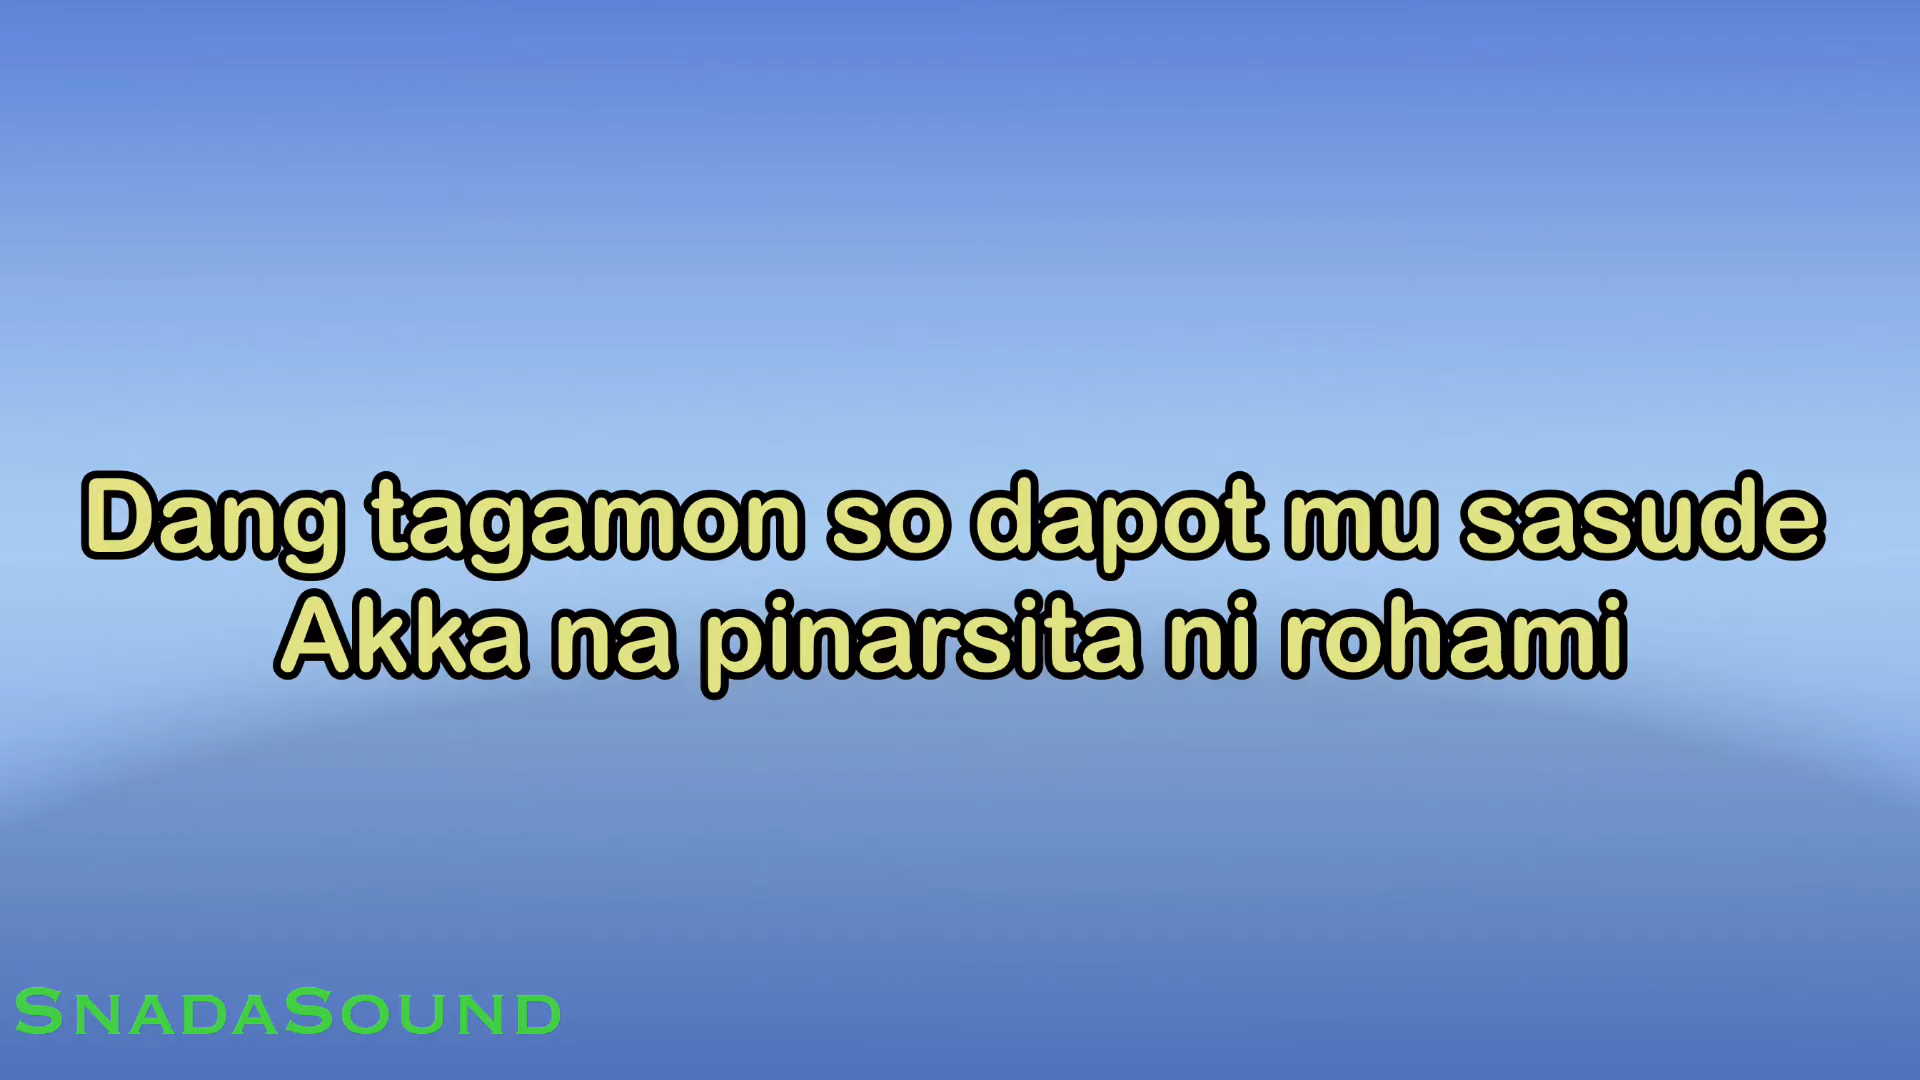 Dang tagamon so dapot mu sasude
Akka na pinarsita ni rohami
SnadaSound